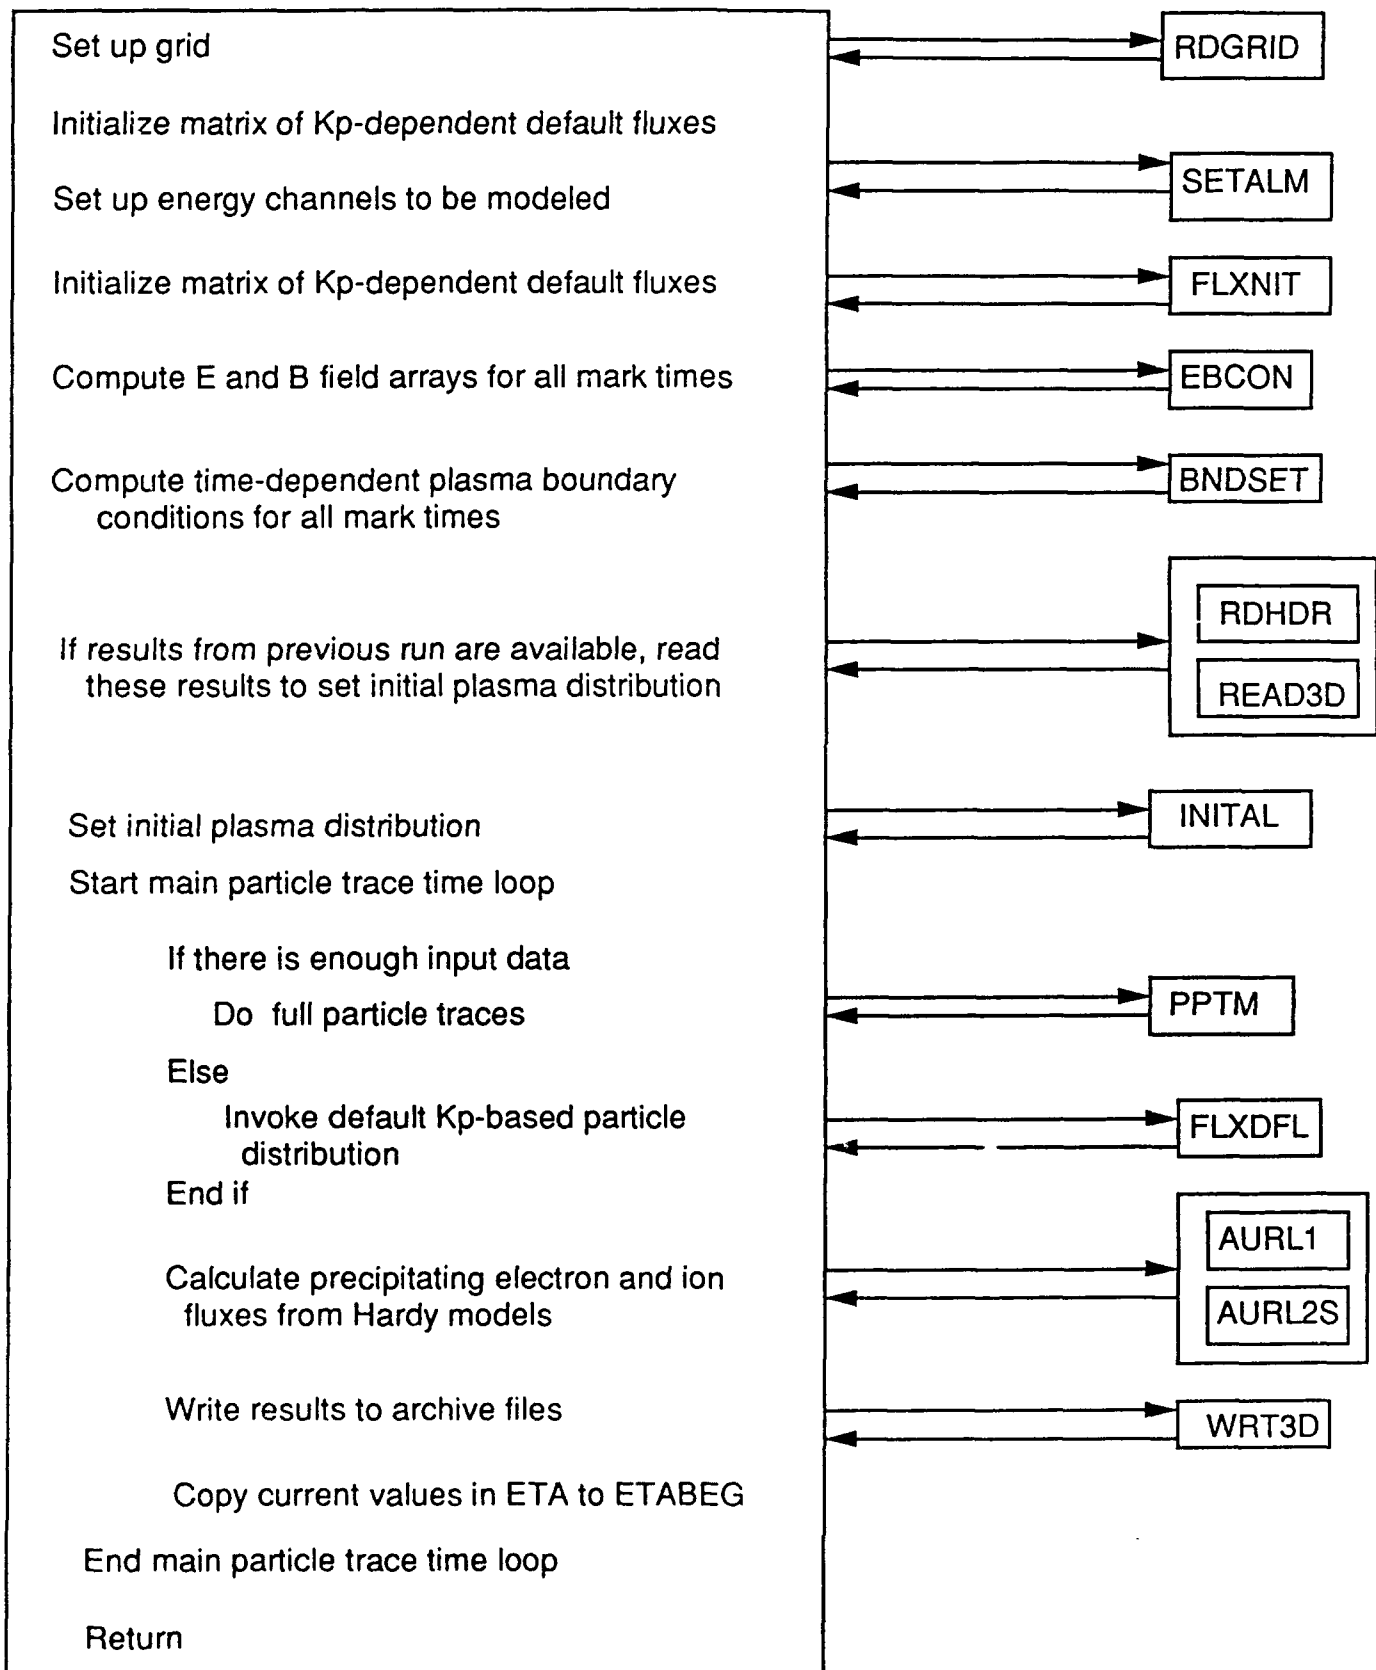 Set up grid
RDGRID
Initialize matrix of Kp-dependent default fluxes
SETALM
Set up energy channels to be modeled
Initialize matrix of Kp-dependent default fluxes
FLXNIT
Compute E and B field arrays for all mark times
EBCON
Compute time-dependent plasma boundary
conditions for all mark times
BNDSET
RDHDR
If results from previous run are available, read
these results to set initial plasma distribution
READ3D
Set initial plasma distribution
INITAL
Start main particle trace time loop
If there is enough input data
Do full particle traces
PPTM
Else
Invoke default Kp-based particle
distribution
FLXDFL
End if
AURL1
Calculate precipitating electron and ion
fluxes from Hardy models
AURL2S
Write results to archive files
WRT3D
Copy current values in ETA to ETABEG
End main particle trace time loop
Return